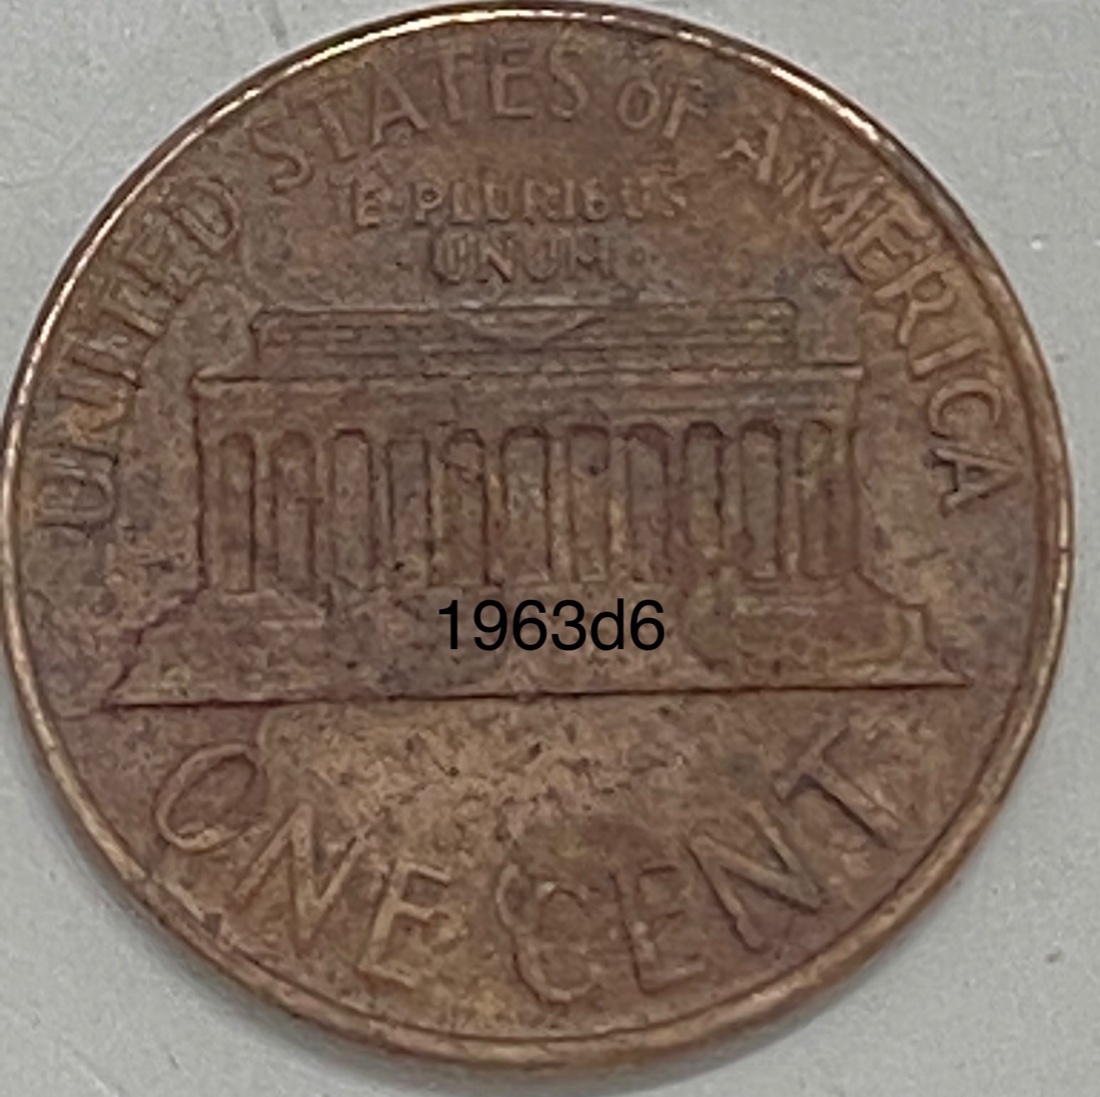 UNITED STATES OF AMERICA
E PLURIBUS
UNUM
1963d6
ONE CENT